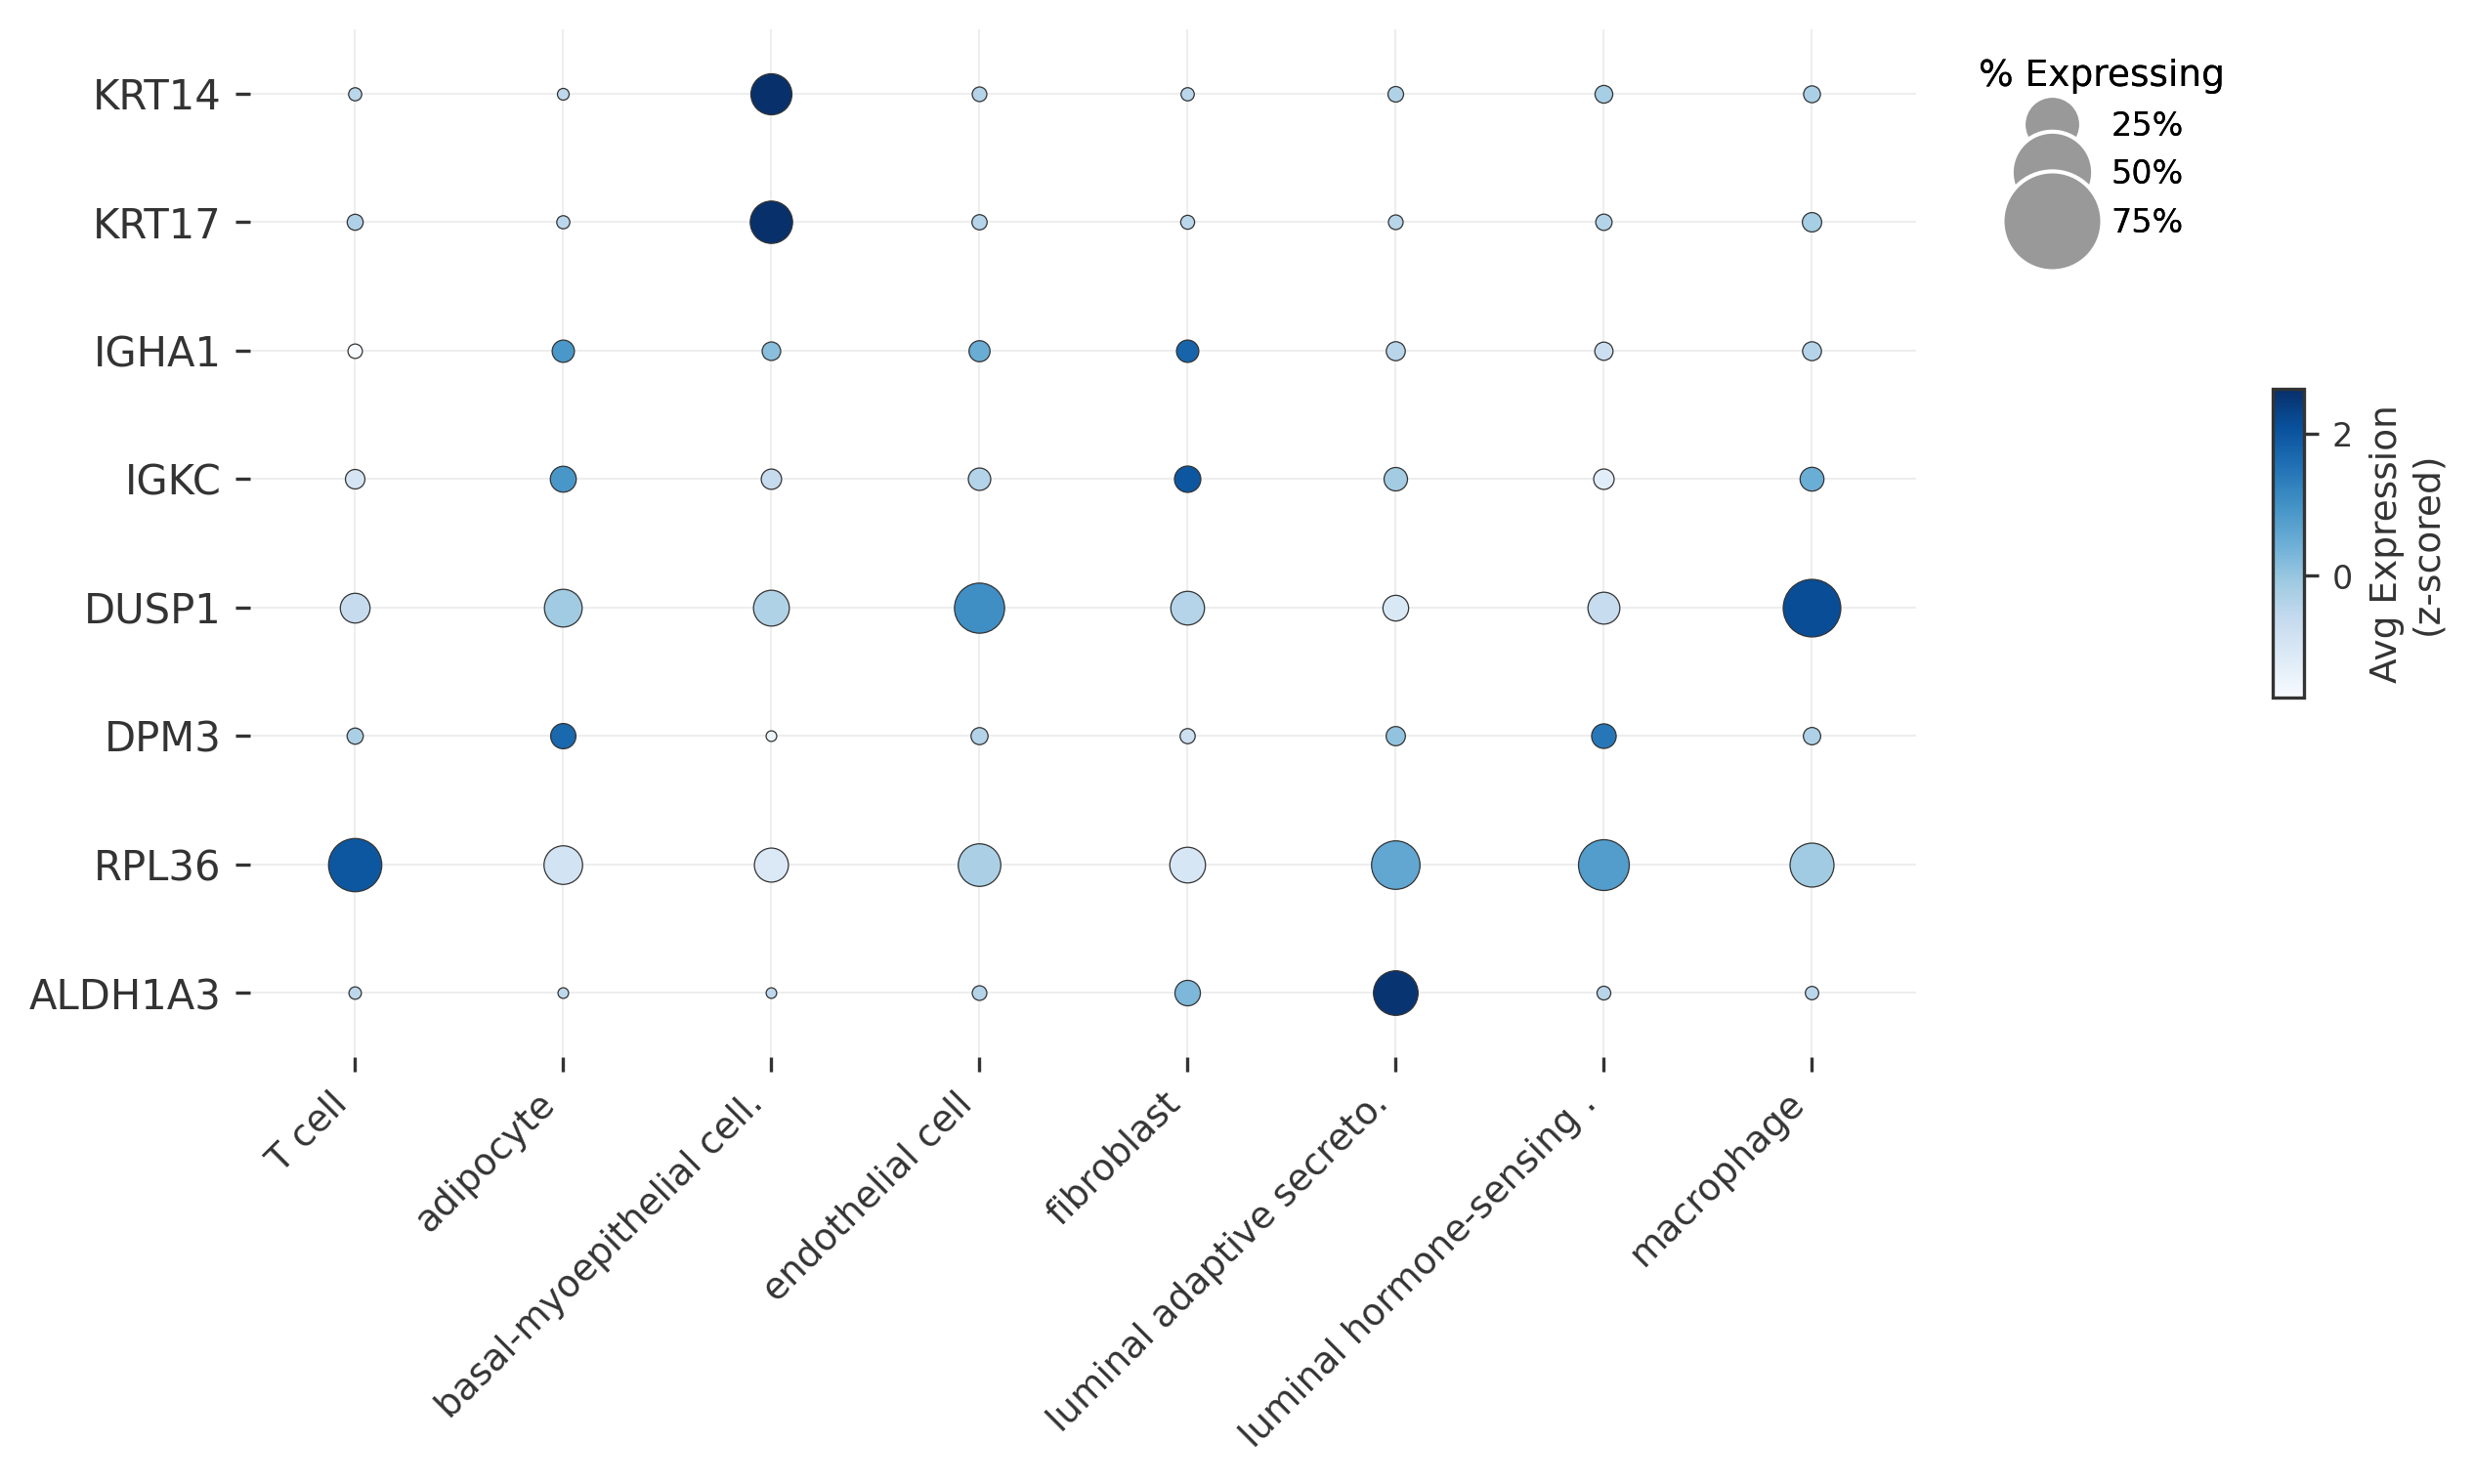 KRT14
KRT17
IGHA1
IGKC
DUSP1
DPM3
RPL36
ALDH1A3
T cell
adipocyte
basal-myoepithelial cell.
endothelial cell
fibroblast
luminal adaptive secreto.
luminal hormone-sensing .
macrophage
% Expressing
25%
50%
75%
2
0
Avg Expression
(z-scored)